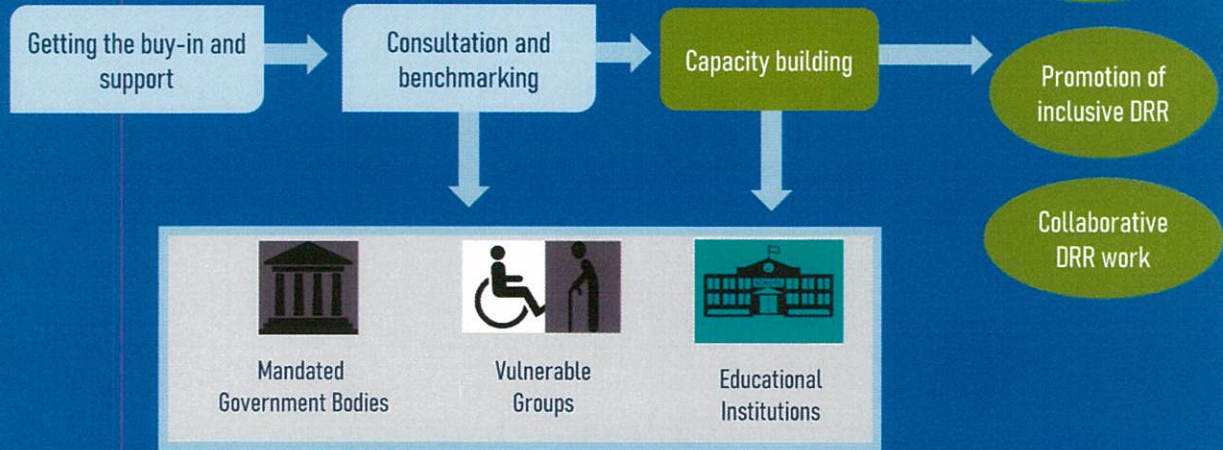 Getting the buy-in and
support
Consultation and
benchmarking
Capacity building
Promotion of
inclusive DRR
Collaborative
DRR work
Mandated
Government Bodies
Vulnerable
Groups
Educational
Institutions